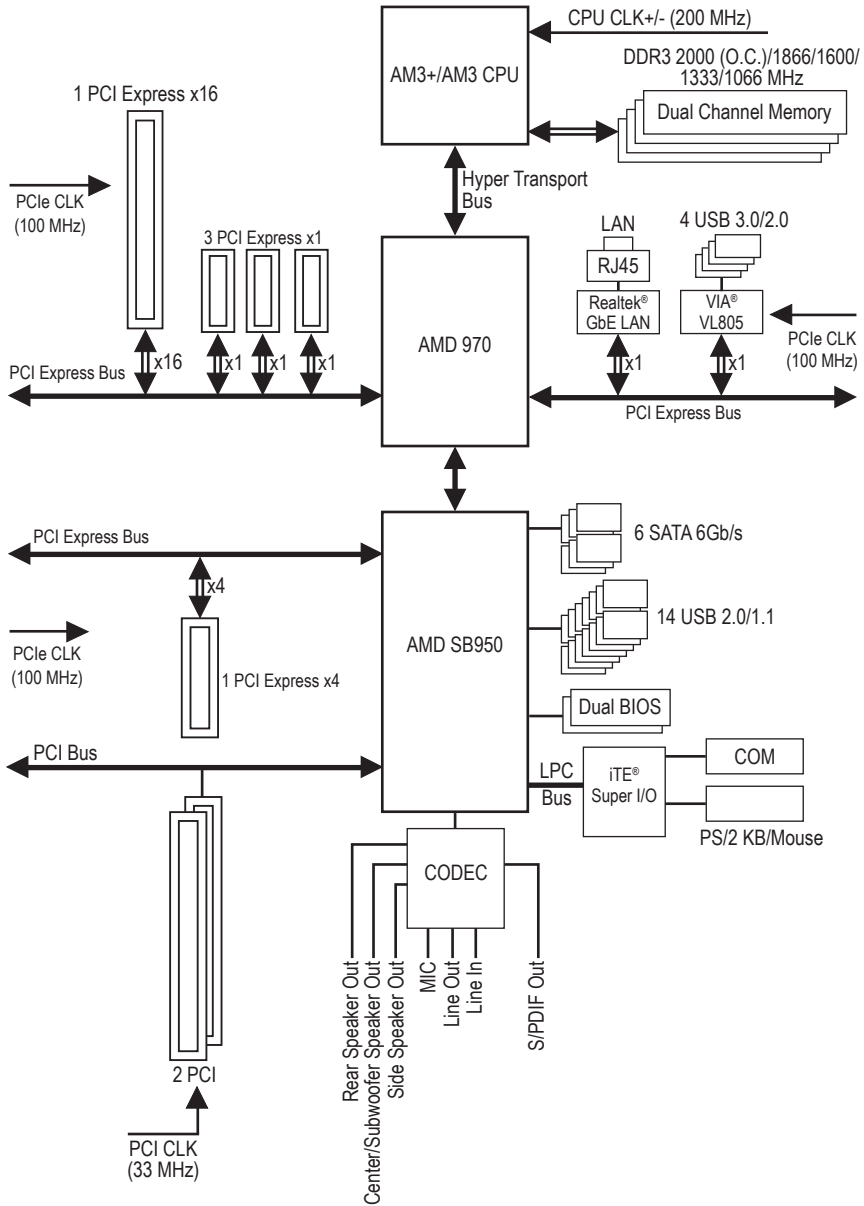 CPU CLK+/- (200 MHz)
AM3+/AM3 CPU
DDR3 2000 (O.C.)/1866/1600/
1333/1066 MHz
Dual Channel Memory
1 PCI Express x16
Hyper Transport
Bus
PCIe CLK
(100 MHz)
3 PCI Express x1
LAN
RJ45
Realtek®
GbE LAN
4 USB 3.0/2.0
VIA®
VL805
AMD 970
PCIe CLK
(100 MHz)
x16
x1
x1
x1
x1
x1
PCI Express Bus
PCI Express Bus
PCI Express Bus
6 SATA 6Gb/s
x4
AMD SB950
14 USB 2.0/1.1
PCIe CLK
(100 MHz)
1 PCI Express x4
Dual BIOS
PCI Bus
LPC
Bus
iTE®
Super I/O
COM
PS/2 KB/Mouse
CODEC
Rear Speaker Out
Center/Subwoofer Speaker Out
Side Speaker Out
MIC
Line Out
Line In
S/PDIF Out
2 PCI
PCI CLK
(33 MHz)